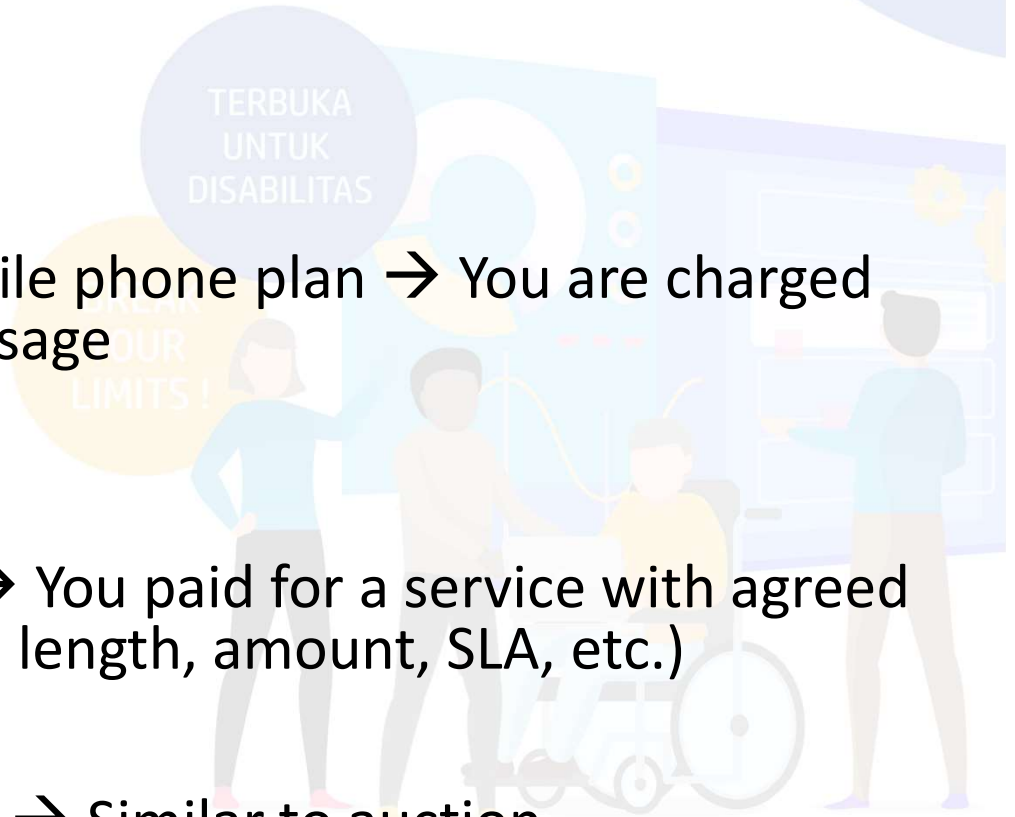 TERBUKA
UNTUK
DISABILITAS
ile phone plan → You are charged
sage
OUR
LIMITS !
→ You paid for a service with agreed
length, amount, SLA, etc.)
→ Similar to auction